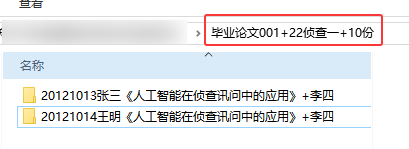 查看
毕业论文001+22侦查一+10份
名称
20121013张三《人工智能在侦查讯问中的应用》+李四
20121014王明《人工智能在侦查讯问中的应用》+李四